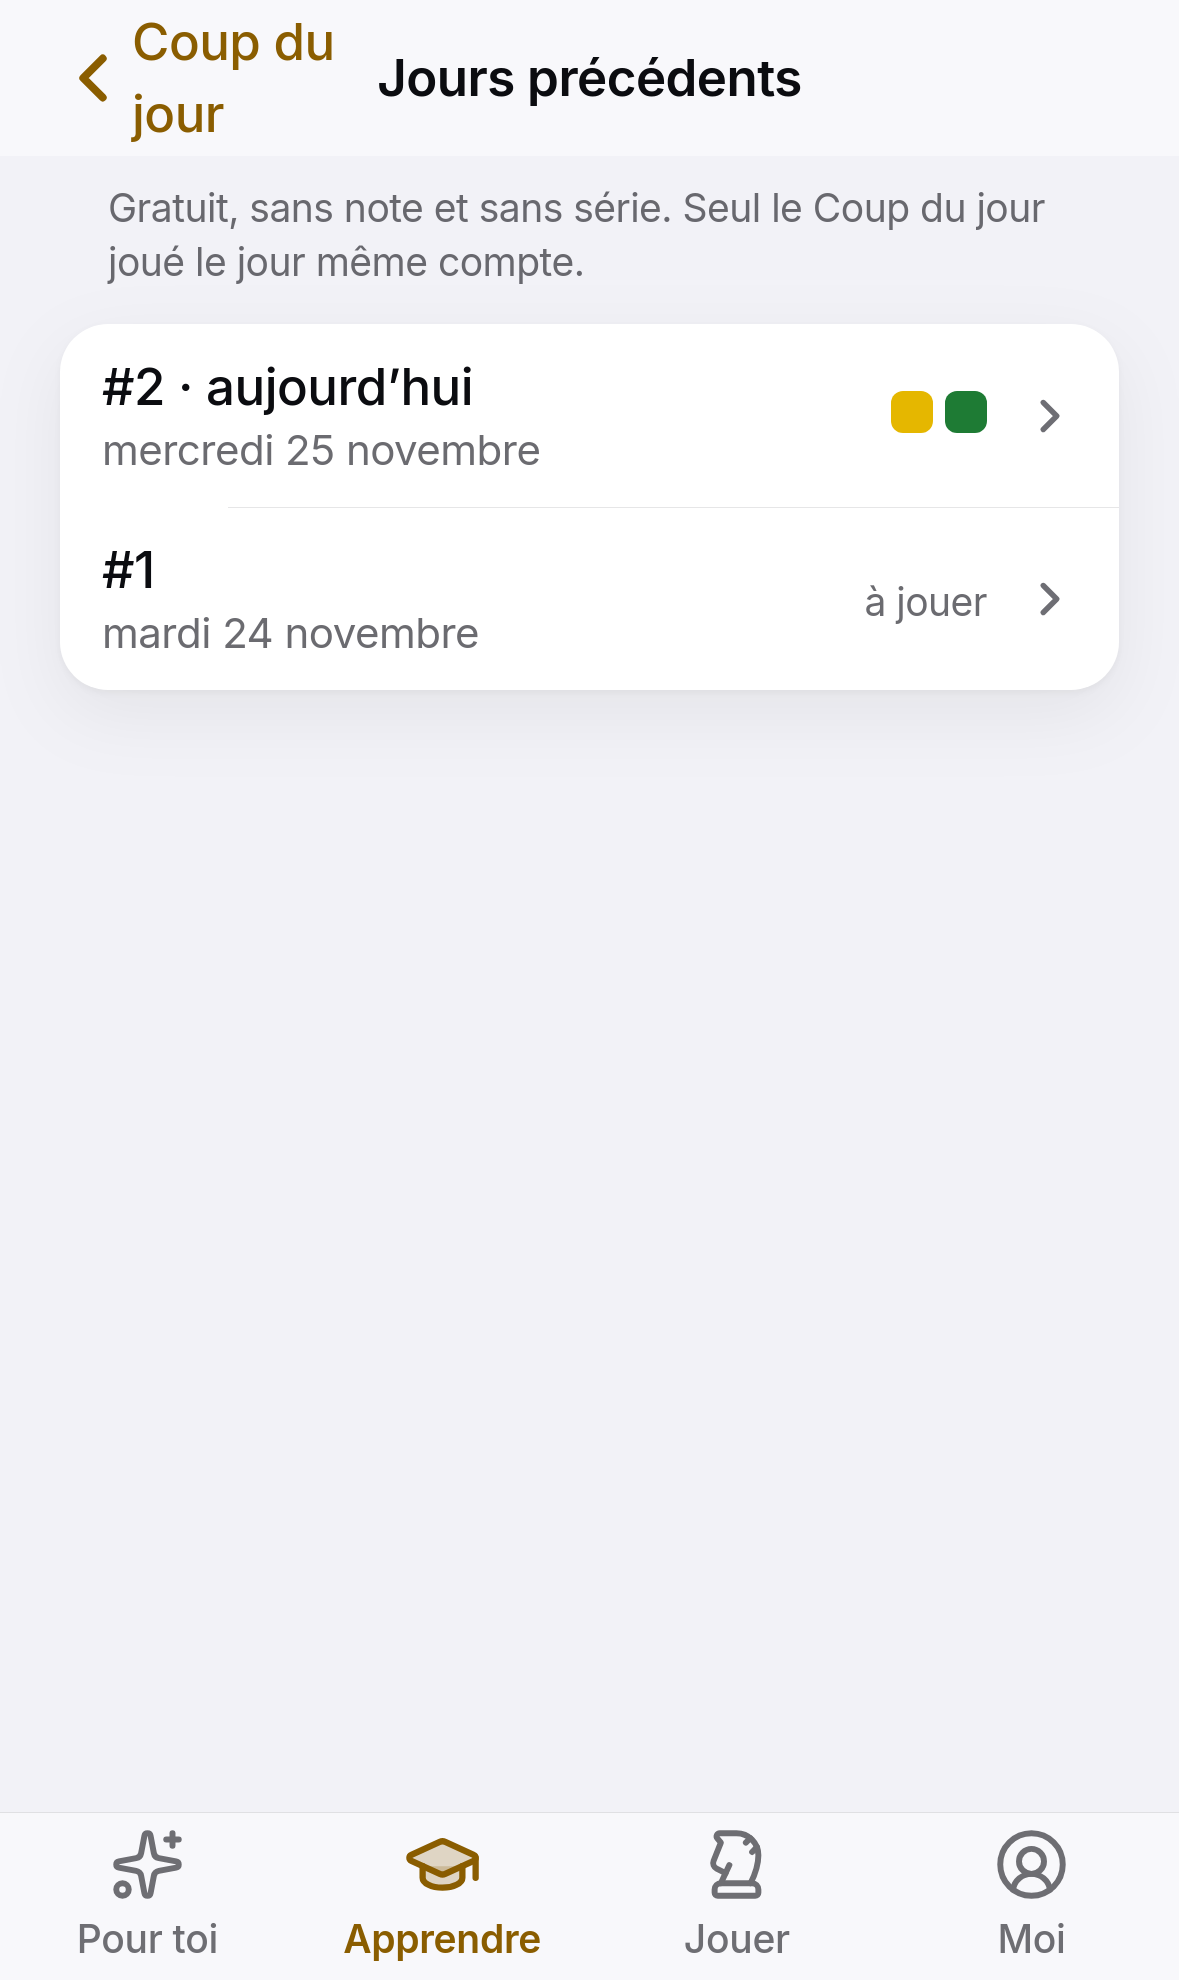 Coup du
jour
Jours précédents
Gratuit, sans note et sans série. Seul le Coup du jour
joué le jour même compte.
#2 · aujourd’hui
mercredi 25 novembre
#1
mardi 24 novembre
à jouer
Pour toi
Apprendre
Jouer
Moi